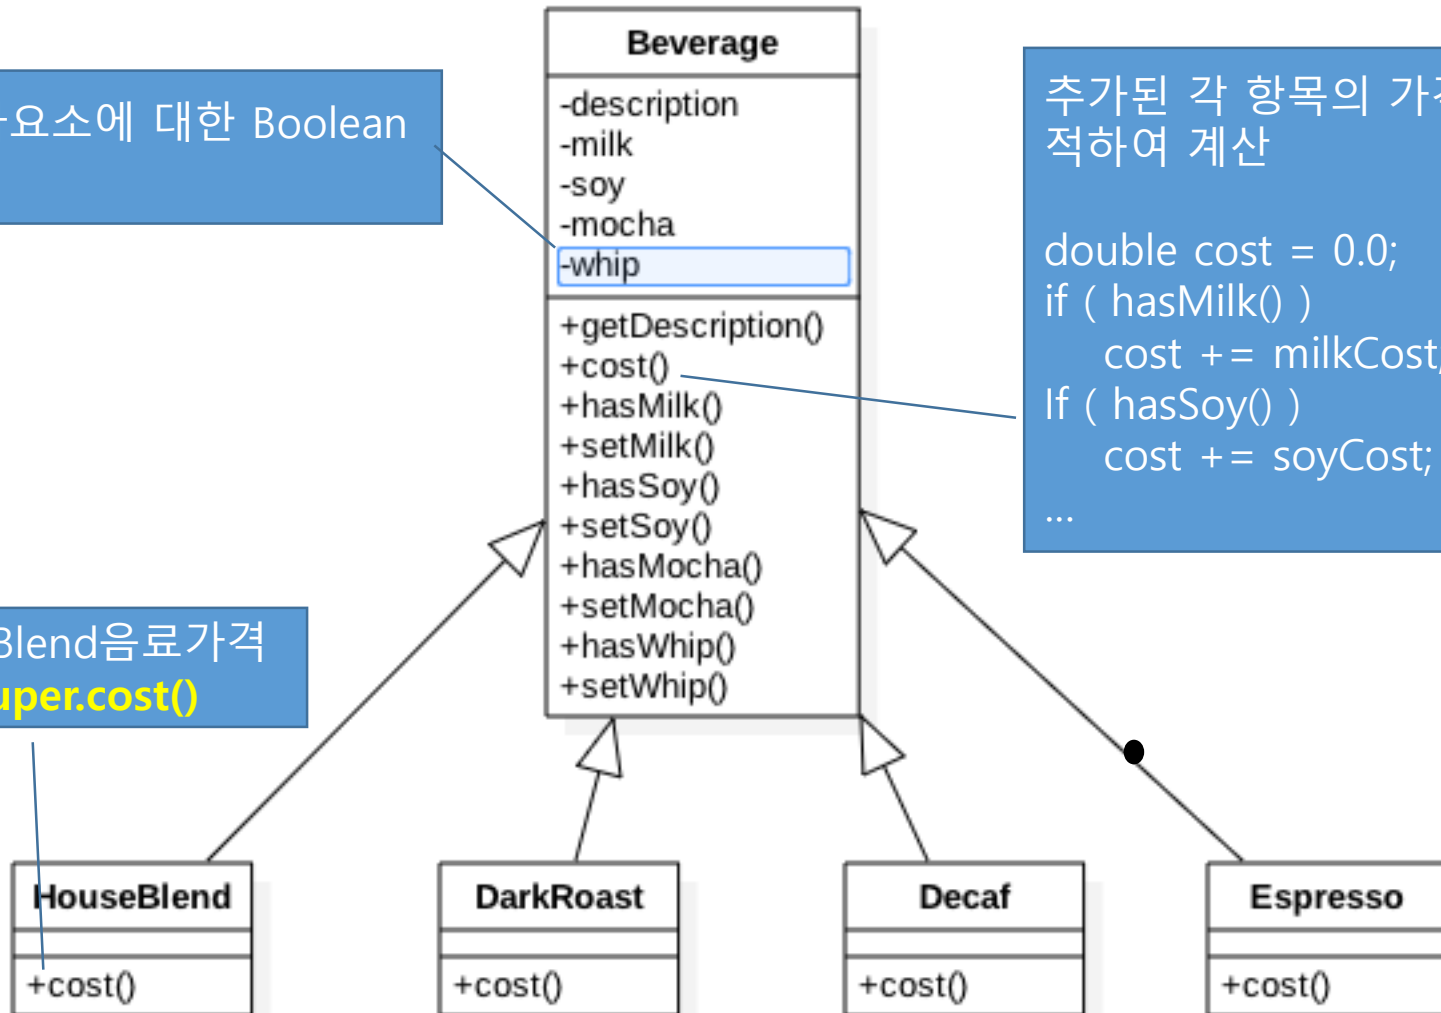 Beverage
-description
-milk
-soy
-mocha
-whip
+getDescription()
+cost()
+hasMilk()
+setMilk()
+hasSoy()
+setSoy()
+hasMocha()
+setMocha()
+hasWhip()
+setWhip()
요소에 대한 Boolean
추가된 각 항목의
적하여 계산
double cost = 0.0;
if ( hasMilk() )
cost += milkCost;
If ( hasSoy() )
cost += soyCost;
...
Blend음료가격
uper.cost()
HouseBlend
+cost()
DarkRoast
+cost()
Decaf
+cost()
Espresso
+cost()